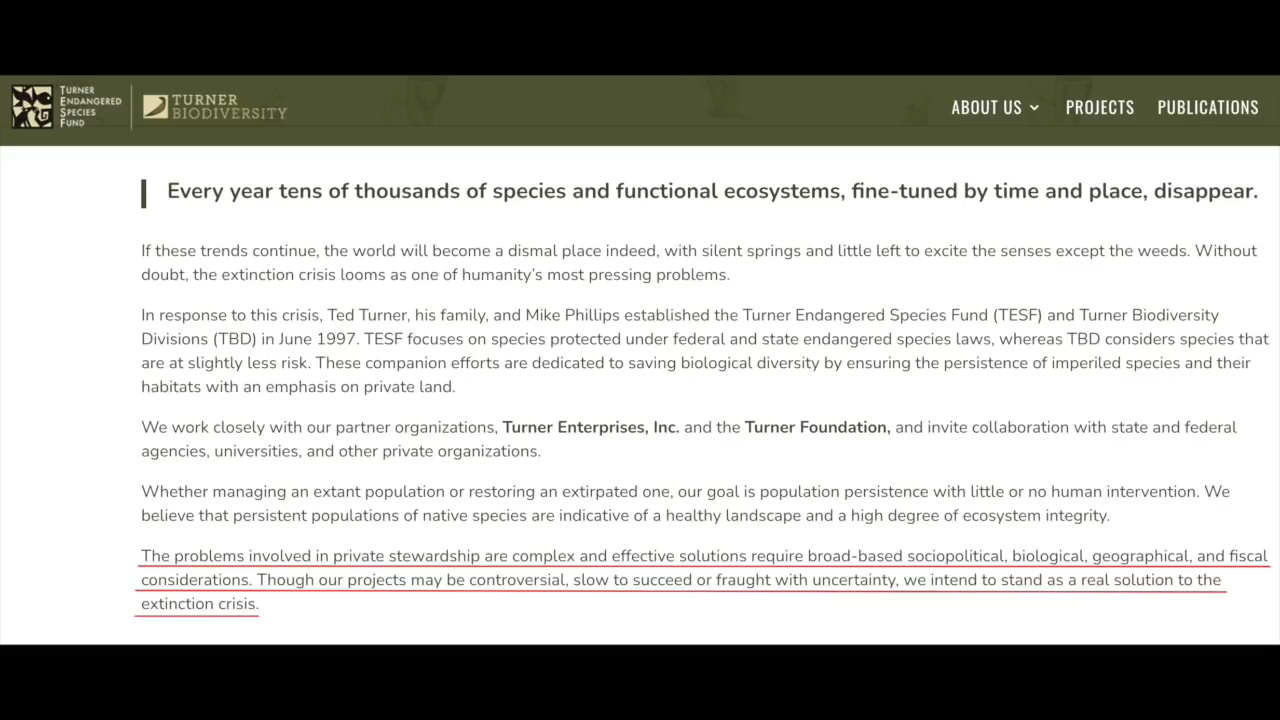 TURNER
ENDANGERED
SPECIES
FUND
TURNER
BIODIVERSITY
ABOUT US
PROJECTS
PUBLICATIONS
Every year tens of thousands of species and functional ecosystems, fine-tuned by time and place, disappear.
If these trends continue, the world will become a dismal place indeed, with silent springs and little left to excite the senses except the weeds. Without
doubt, the extinction crisis looms as one of humanity's most pressing problems.
In response to this crisis, Ted Turner, his family, and Mike Phillips established the Turner Endangered Species Fund (TESF) and Turner Biodiversity
Divisions (TBD) in June 1997. TESF focuses on species protected under federal and state endangered species laws, whereas TBD considers species that
are at slightly less risk. These companion efforts are dedicated to saving biological diversity by ensuring the persistence of imperiled species and their
habitats with an emphasis on private land.
We work closely with our partner organizations, Turner Enterprises, Inc. and the Turner Foundation, and invite collaboration with state and federal
agencies, universities, and other private organizations.
Whether managing an extant population or restoring an extirpated one, our goal is population persistence with little or no human intervention. We
believe that persistent populations of native species are indicative of a healthy landscape and a high degree of ecosystem integrity.
The problems involved in private stewardship are complex and effective solutions require broad-based sociopolitical, biological, geographical, and fiscal
considerations. Though our projects may be controversial, slow to succeed or fraught with uncertainty, we intend to stand as a real solution to the
extinction crisis.